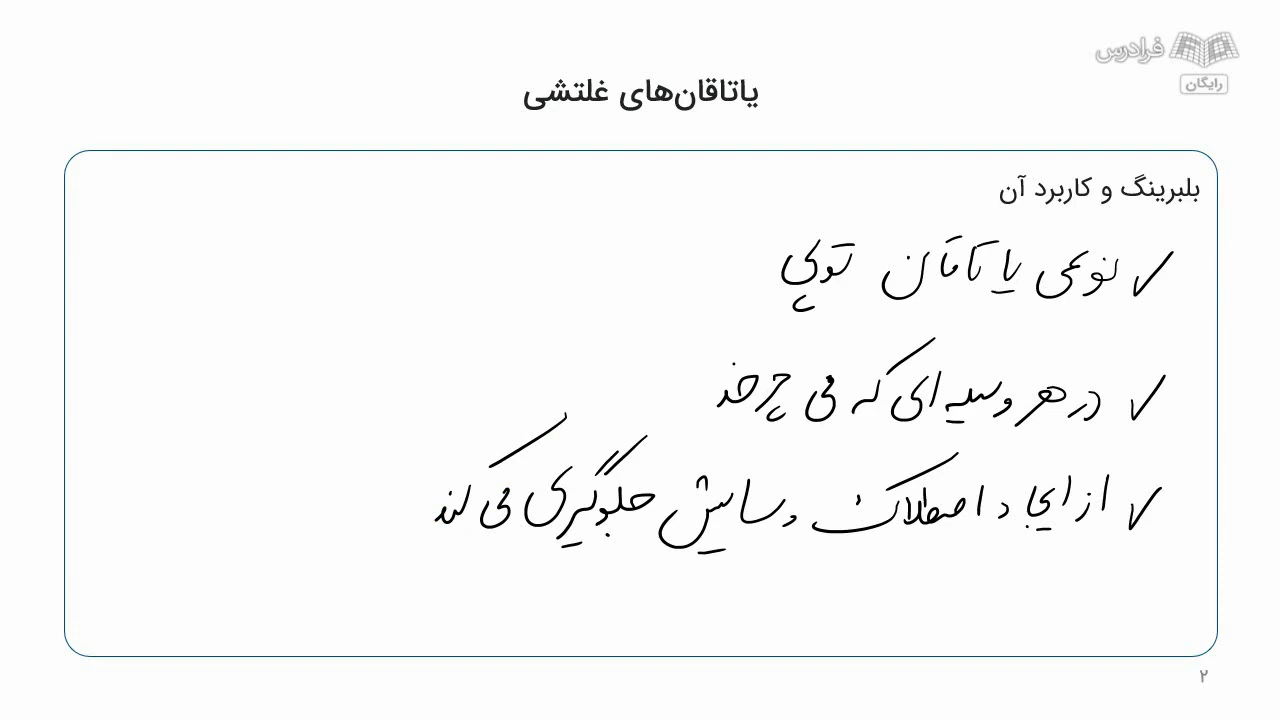 فرادرس
رایگان
یاتاقان‌های غلتشی
بلبرینگ و کاربرد آن
✓ نوعی یاتاقان توپی
✓ در هر وسیله ای که می چرخد
✓ از ایجاد اصطکاک و سایش جلوگیری می کند
۲